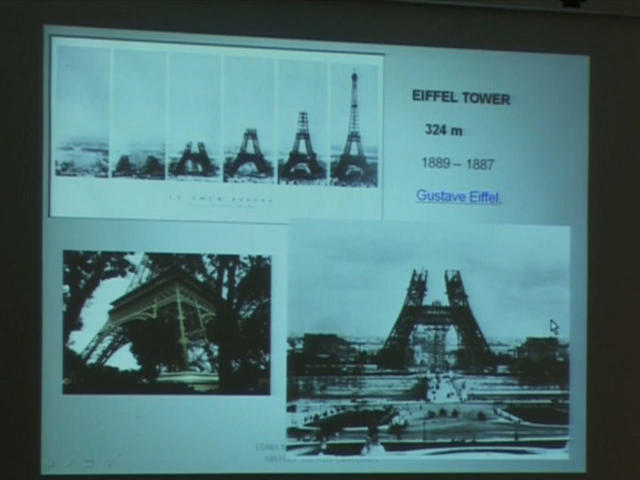 EIFFEL TOWER
324 m
1889 – 1887
Gustave Eiffel,